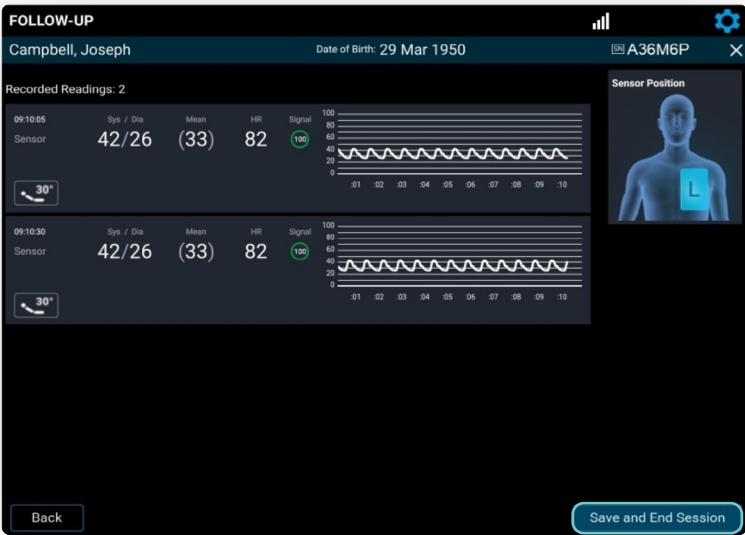 FOLLOW-UP
Campbell, Joseph Date of Birth: 29 Mar 1950 SN A36M6P
Recorded Readings: 2
Sensor Position
09:10:05 Sys / Dia Mean HR Signal
Sensor 42/26 (33) 82 100
100
80
60
40
20
0
:01 :02 :03 :04 :05 :06 :07 :08 :09 :10
30°
L
09:10:30 Sys / Dia Mean HR Signal
Sensor 42/26 (33) 82 100
100
80
60
40
20
0
:01 :02 :03 :04 :05 :06 :07 :08 :09 :10
30°
Back Save and End Session